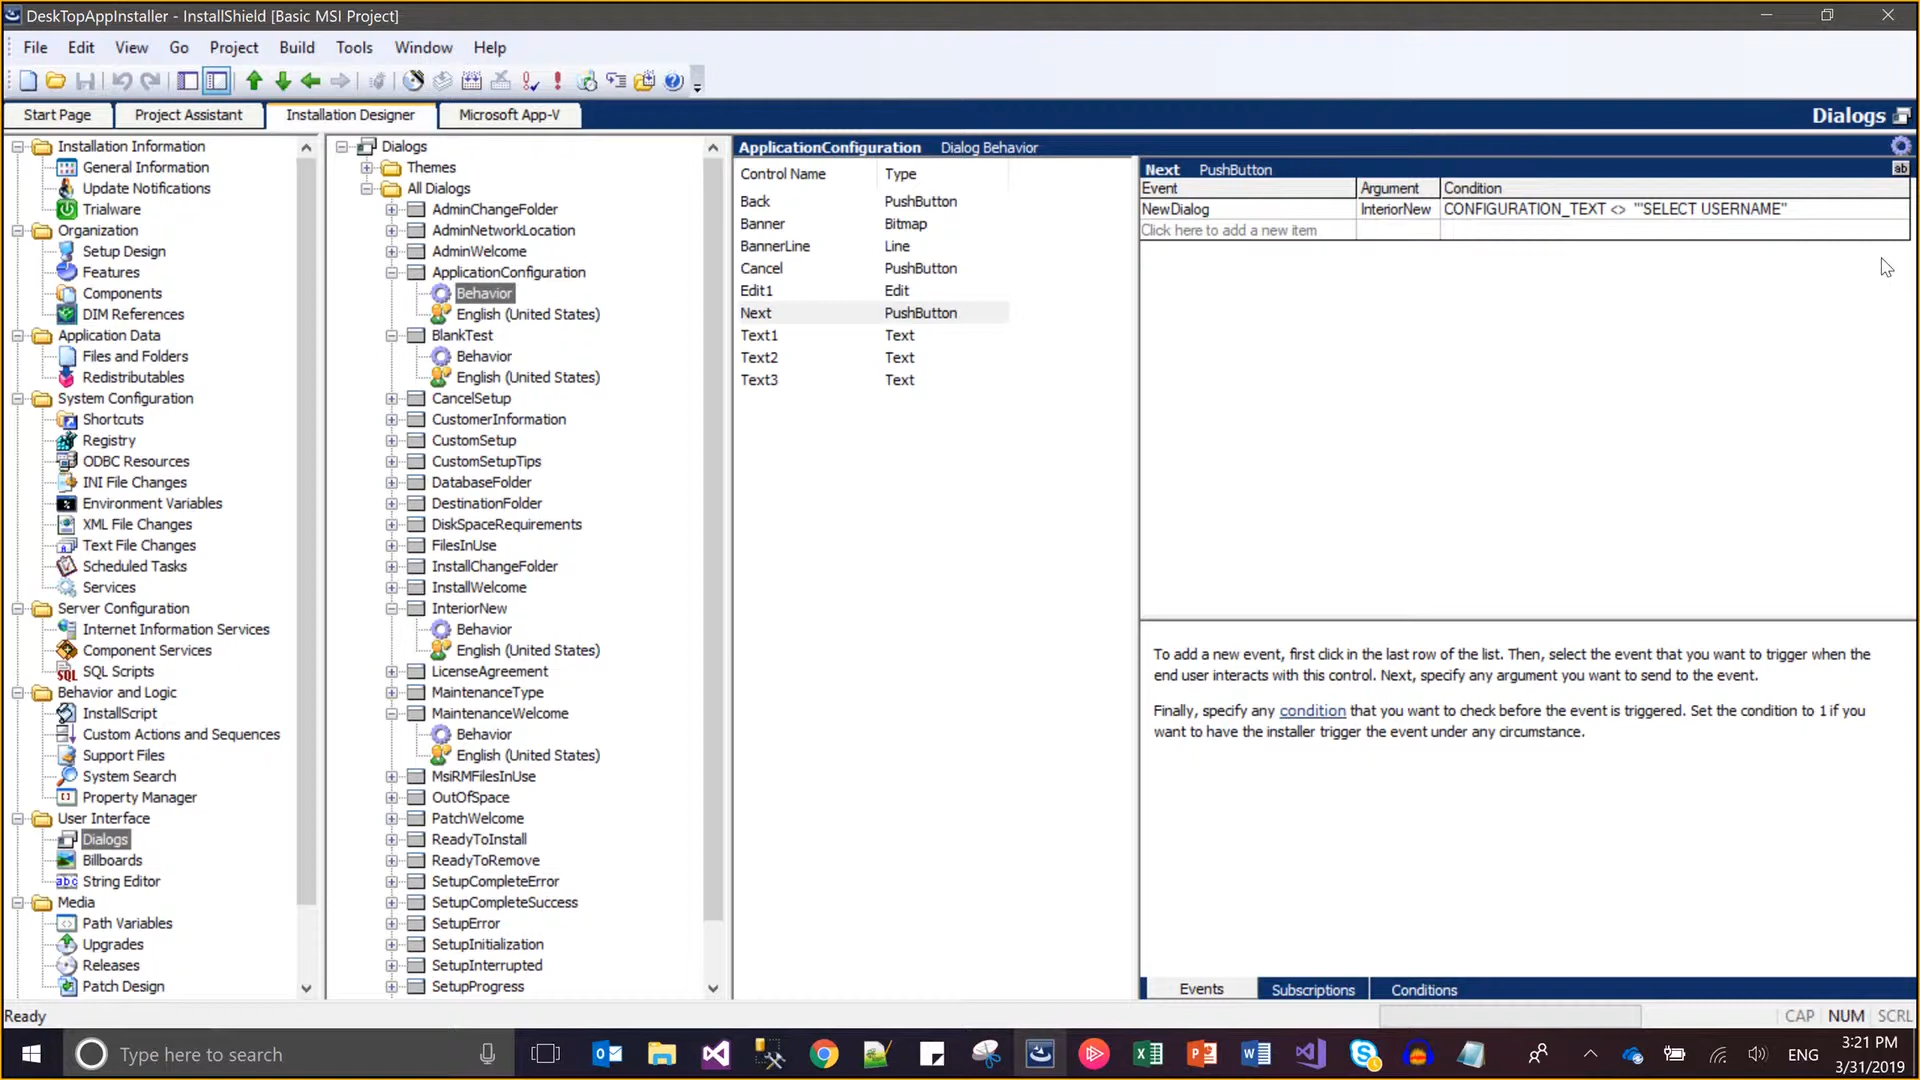 DeskTopAppInstaller - InstallShield [Basic MSI Project]
File Edit View Go Project Build Tools Window Help
Start Page Project Assistant Installation Designer Microsoft App-V Dialogs
Installation Information
General Information
Update Notifications
Trialware
Organization
Setup Design
Features
Components
DIM References
Application Data
Files and Folders
Redistributables
System Configuration
Shortcuts
Registry
ODBC Resources
INI File Changes
Environment Variables
XML File Changes
Text File Changes
Scheduled Tasks
Services
Server Configuration
Internet Information Services
Component Services
SQL Scripts
Behavior and Logic
InstallScript
Custom Actions and Sequences
Support Files
System Search
Property Manager
User Interface
Dialogs
Billboards
String Editor
Media
Path Variables
Upgrades
Releases
Patch Design
Dialogs
Themes
All Dialogs
AdminChangeFolder
AdminNetworkLocation
AdminWelcome
ApplicationConfiguration
Behavior
English (United States)
BlankTest
Behavior
English (United States)
CancelSetup
CustomerInformation
CustomSetup
CustomSetupTips
DatabaseFolder
DestinationFolder
DiskSpaceRequirements
FilesInUse
InstallChangeFolder
InstallWelcome
InteriorNew
Behavior
English (United States)
LicenseAgreement
MaintenanceType
MaintenanceWelcome
Behavior
English (United States)
MsiRMFilesInUse
OutOfSpace
PatchWelcome
ReadyToInstall
ReadyToRemove
SetupCompleteError
SetupCompleteSuccess
SetupError
SetupInitialization
SetupInterrupted
SetupProgress
ApplicationConfiguration Dialog Behavior
Control Name Type
Back PushButton
Banner Bitmap
BannerLine Line
Cancel PushButton
Edit1 Edit
Next PushButton
Text1 Text
Text2 Text
Text3 Text
Next PushButton ab
Event Argument Condition
NewDialog InteriorNew CONFIGURATION_TEXT <> '"SELECT USERNAME"
Click here to add a new item
To add a new event, first click in the last row of the list. Then, select the event that you want to trigger when the
end user interacts with this control. Next, specify any argument you want to send to the event.
Finally, specify any condition that you want to check before the event is triggered. Set the condition to 1 if you
want to have the installer trigger the event under any circumstance.
Events Subscriptions Conditions
Ready CAP NUM SCRL
Type here to search
ENG
3:21 PM
3/31/2019